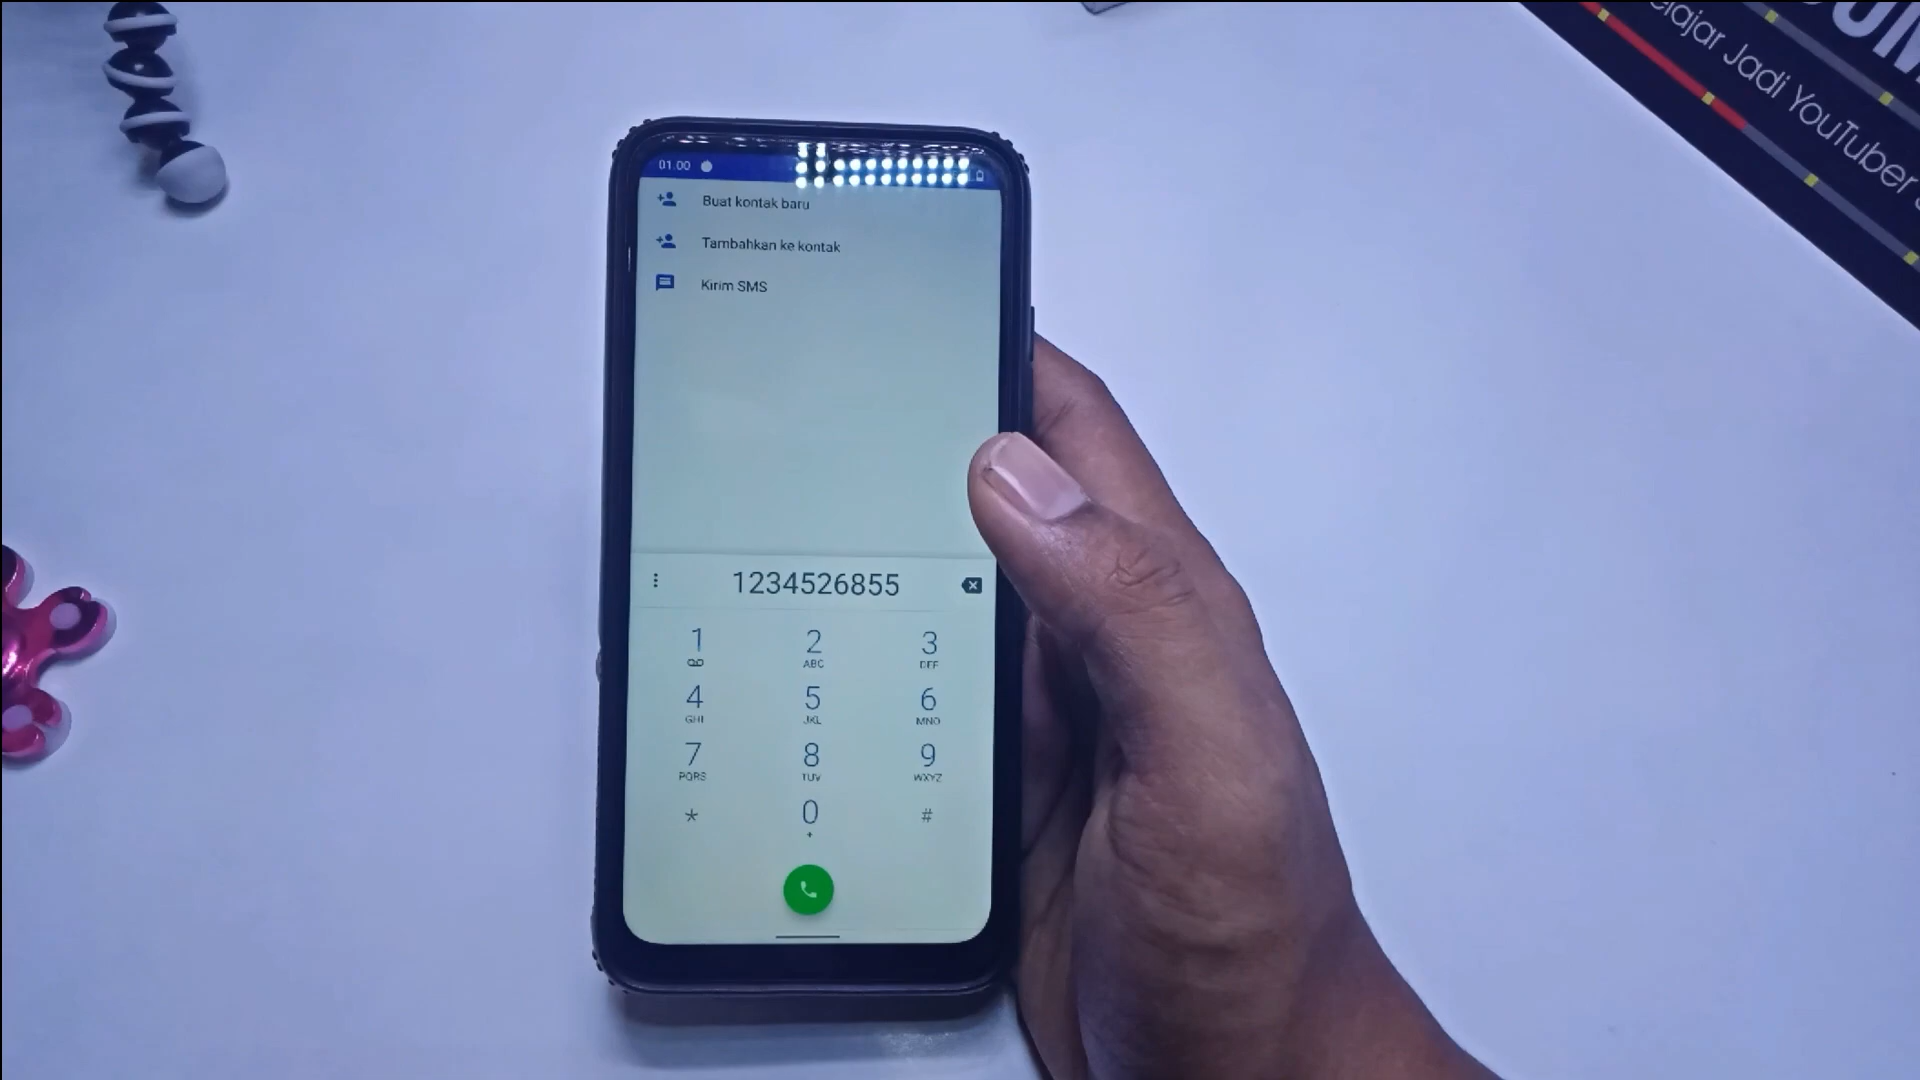 01.00
Buat kontak baru
Tambahkan ke kontak
Kirim SMS
1234526855
1
2
3
ABC
DEF
4
5
6
GHI
JKL
MNO
7
8
9
PQRS
TUV
WXYZ
*
0
#
+
Jadi YouTuber